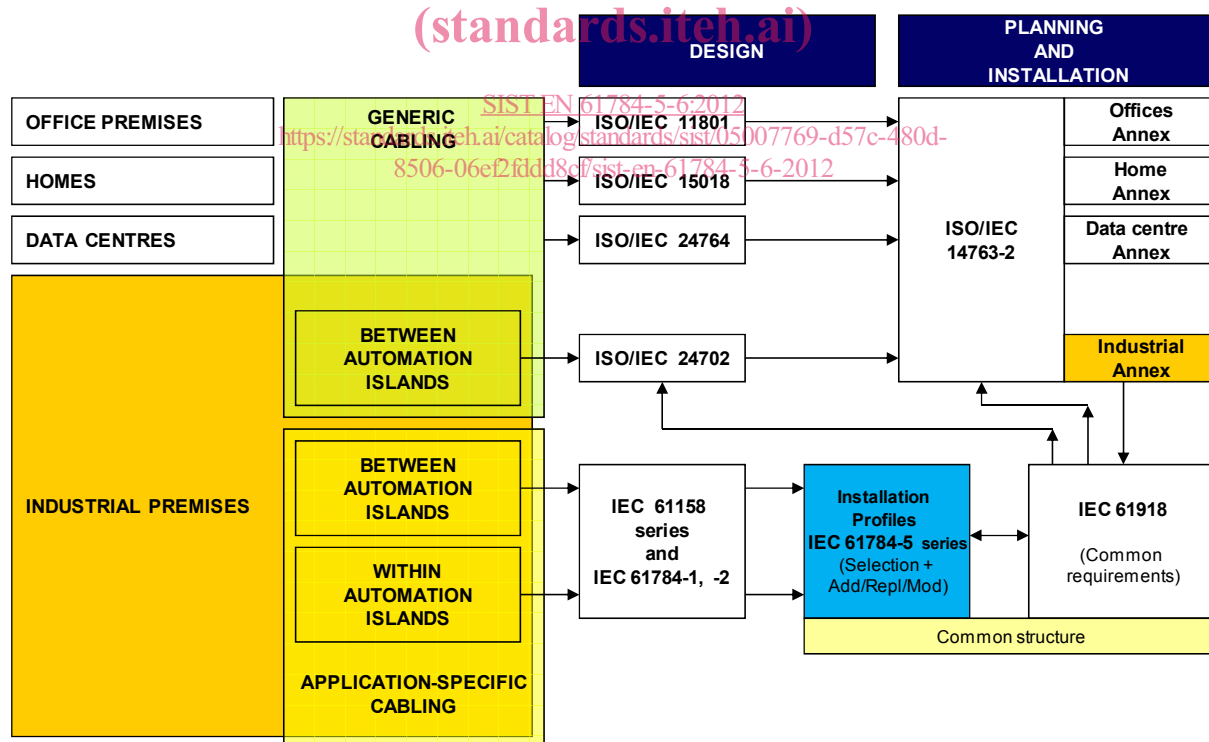 (standards.iteh.ai)
DESIGN
PLANNING
AND
INSTALLATION
SIST EN 61784-5-6:2012
https://standards.iteh.ai/catalog/standards/sist/05007769-d57c-480d-
8506-06ef2fddd8cf/sist-en-61784-5-6-2012
OFFICE PREMISES
GENERIC
CABLING
ISO/IEC 11801
Offices
Annex
HOMES
ISO/IEC 15018
Home
Annex
DATA CENTRES
ISO/IEC 24764
ISO/IEC
14763-2
Data centre
Annex
BETWEEN
AUTOMATION
ISLANDS
ISO/IEC 24702
Industrial
Annex
INDUSTRIAL PREMISES
BETWEEN
AUTOMATION
ISLANDS
IEC 61158
series
and
IEC 61784-1, -2
Installation
Profiles
IEC 61784-5 series
(Selection +
Add/Repl/Mod)
IEC 61918
(Common
requirements)
WITHIN
AUTOMATION
ISLANDS
Common structure
APPLICATION-SPECIFIC
CABLING